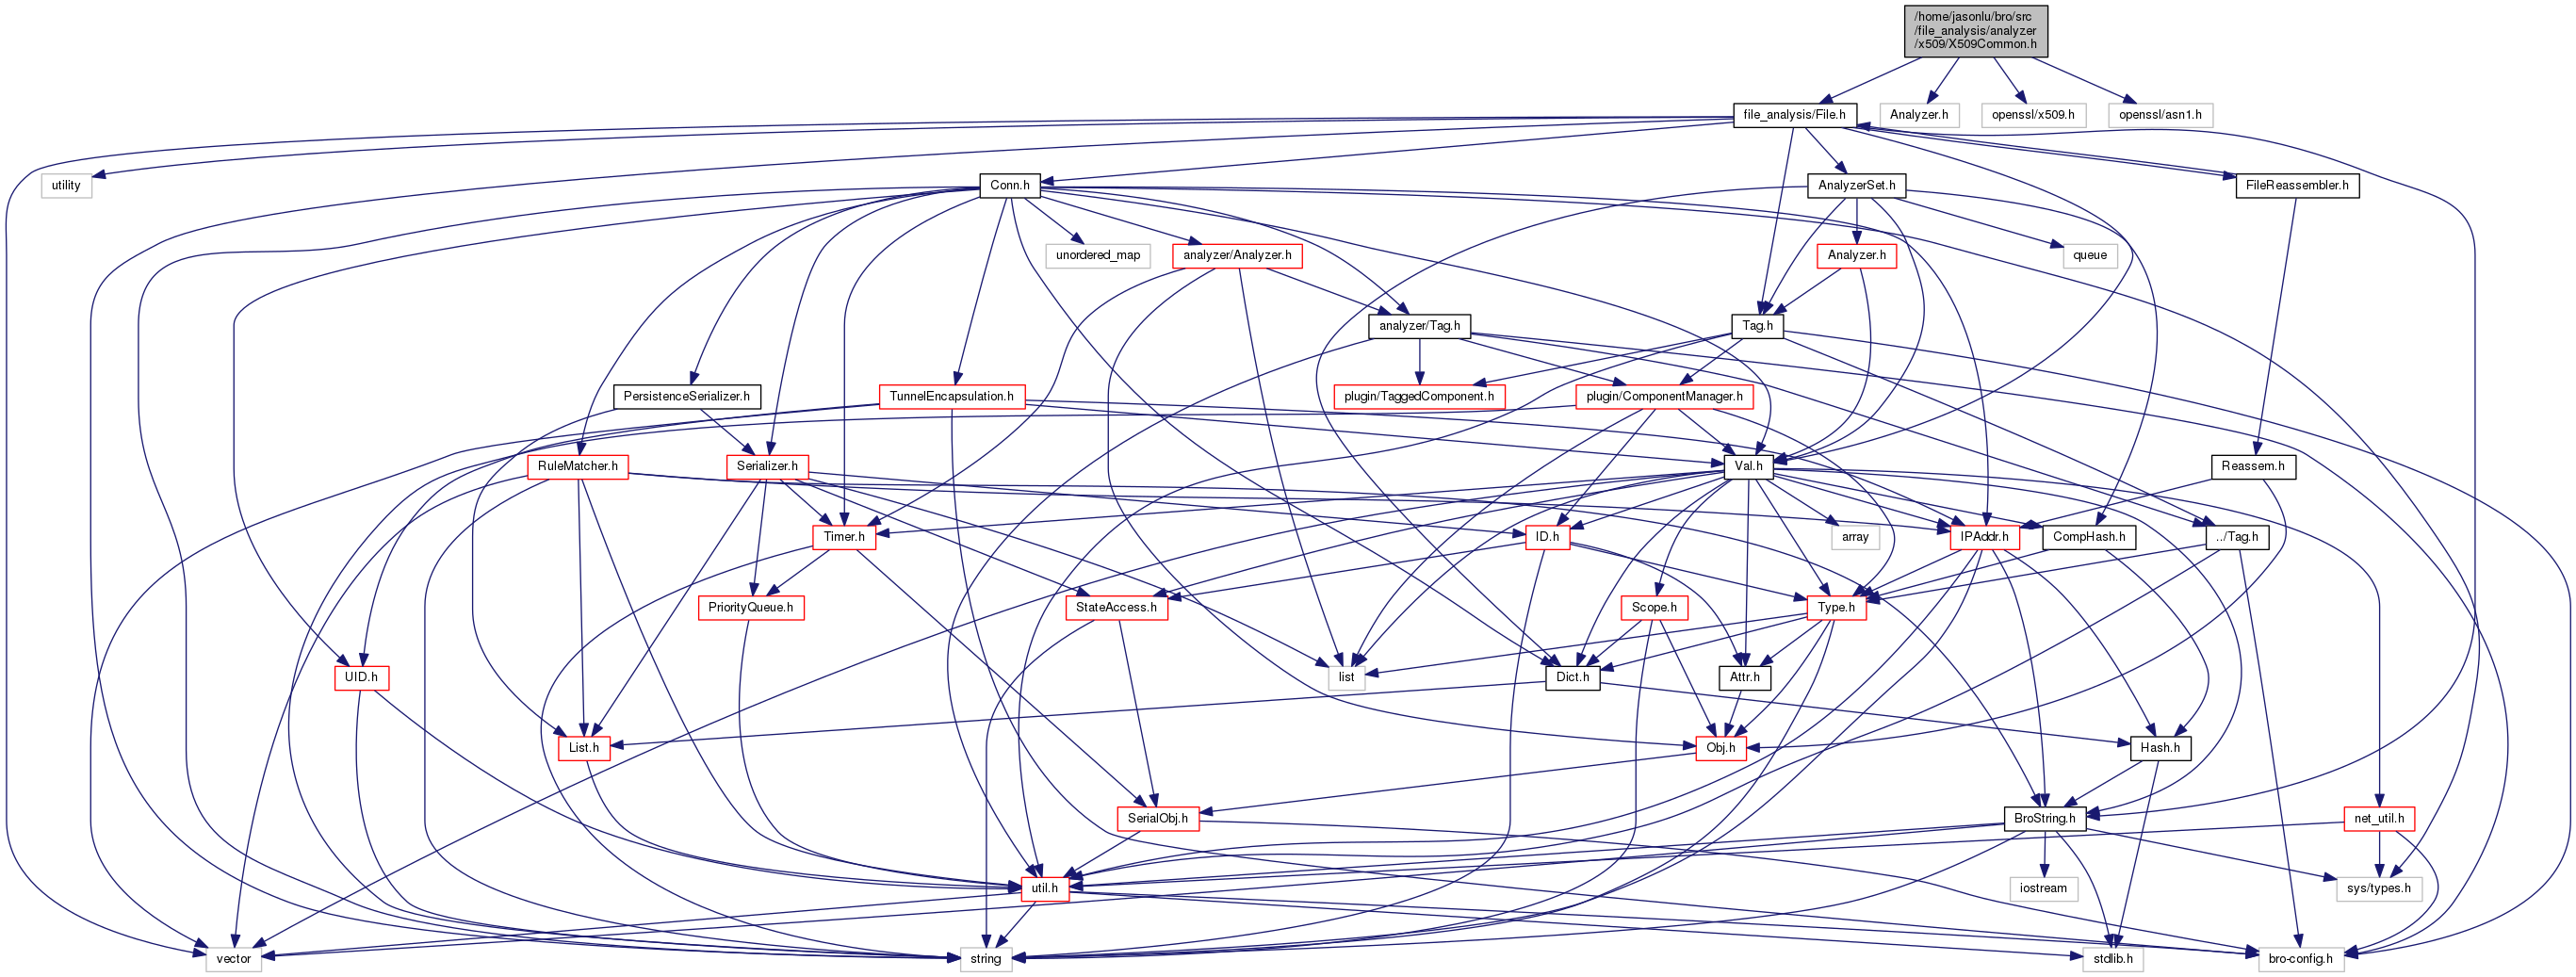 /home/jasonlu/bro/src
/file_analysis/analyzer
/x509/X509Common.h
file_analysis/File.h
Analyzer.h
openssl/x509.h
openssl/asn1.h
utility
Conn.h
AnalyzerSet.h
FileReassembler.h
unordered_map
analyzer/Analyzer.h
Analyzer.h
queue
analyzer/Tag.h
Tag.h
PersistenceSerializer.h
TunnelEncapsulation.h
plugin/TaggedComponent.h
plugin/ComponentManager.h
RuleMatcher.h
Serializer.h
Val.h
Reassem.h
Timer.h
ID.h
array
IPAddr.h
CompHash.h
../Tag.h
PriorityQueue.h
StateAccess.h
Scope.h
Type.h
UID.h
list
Dict.h
Attr.h
List.h
Obj.h
Hash.h
SerialObj.h
BroString.h
net_util.h
util.h
iostream
sys/types.h
vector
string
stdlib.h
bro-config.h